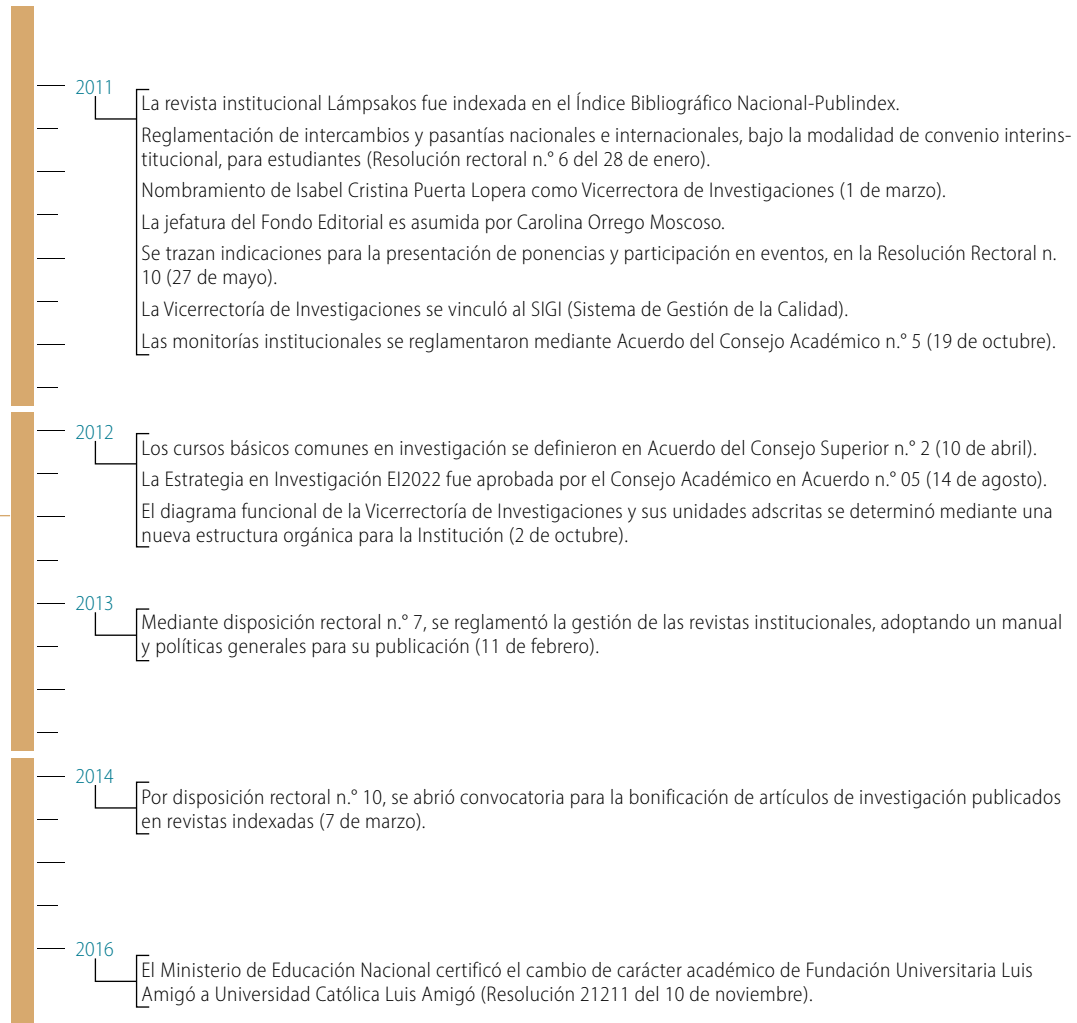 2011
La revista institucional Lámpsakos fue indexada en el Índice Bibliográfico Nacional-Publindex.
Reglamentación de intercambios y pasantías nacionales e internacionales, bajo la modalidad de convenio interins-
titucional, para estudiantes (Resolución rectoral n.° 6 del 28 de enero).
Nombramiento de Isabel Cristina Puerta Lopera como Vicerrectora de Investigaciones (1 de marzo).
La jefatura del Fondo Editorial es asumida por Carolina Orrego Moscoso.
Se trazan indicaciones para la presentación de ponencias y participación en eventos, en la Resolución Rectoral n.
10 (27 de mayo).
La Vicerrectoría de Investigaciones se vinculó al SIGI (Sistema de Gestión de la Calidad).
Las monitorías institucionales se reglamentaron mediante Acuerdo del Consejo Académico n.° 5 (19 de octubre).
2012
Los cursos básicos comunes en investigación se definieron en Acuerdo del Consejo Superior n.° 2 (10 de abril).
La Estrategia en Investigación EI2022 fue aprobada por el Consejo Académico en Acuerdo n.° 05 (14 de agosto).
El diagrama funcional de la Vicerrectoría de Investigaciones y sus unidades adscritas se determinó mediante una
nueva estructura orgánica para la Institución (2 de octubre).
2013
Mediante disposición rectoral n.° 7, se reglamentó la gestión de las revistas institucionales, adoptando un manual
y políticas generales para su publicación (11 de febrero).
2014
Por disposición rectoral n.° 10, se abrió convocatoria para la bonificación de artículos de investigación publicados
en revistas indexadas (7 de marzo).
2016
El Ministerio de Educación Nacional certificó el cambio de carácter académico de Fundación Universitaria Luis
Amigó a Universidad Católica Luis Amigó (Resolución 21211 del 10 de noviembre).